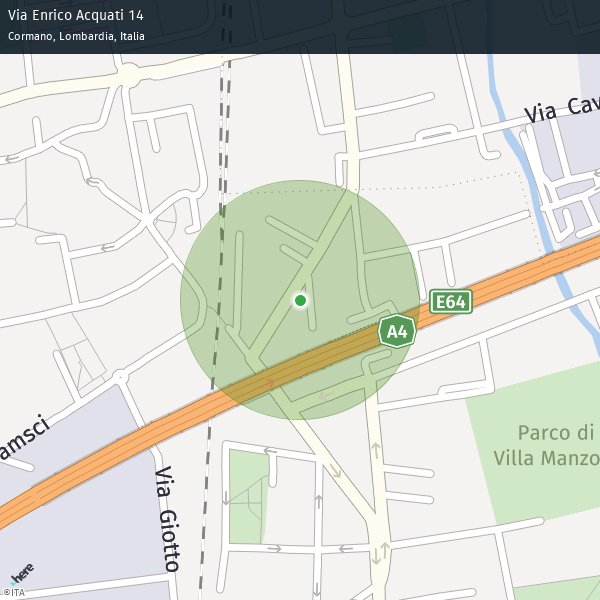 Via Enrico Acquati 14
Cormano, Lombardia, Italia
Via Cav
E64
A4
amsci
Parco di
Villa Manzo
Via Giotto
here
©ITA